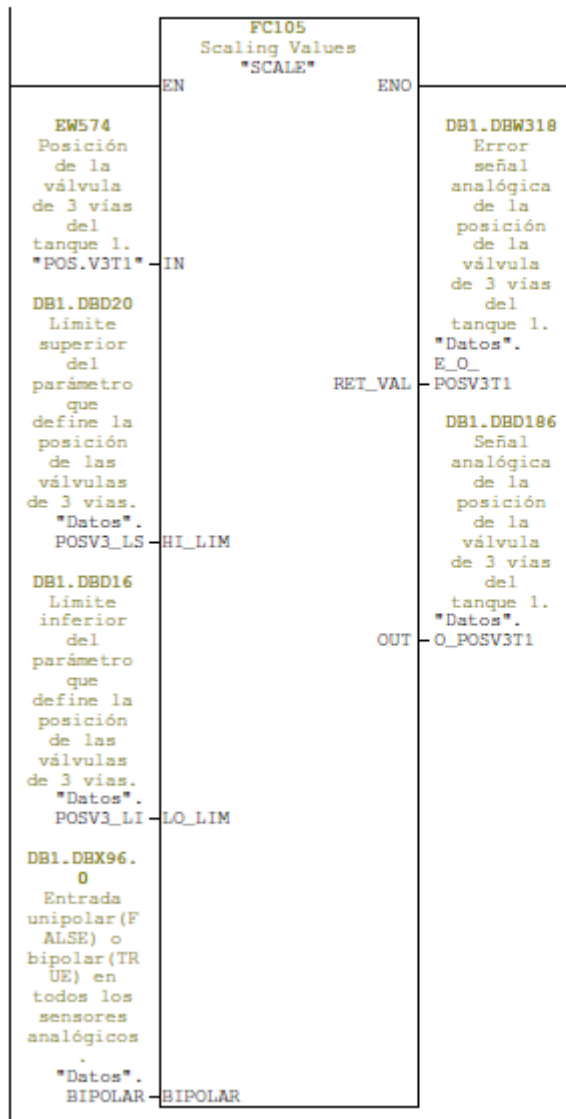 FC105
Scaling Values
"SCALE"
EN
ENO
EW574
Posición
de la
válvula
de 3 vías
del
tanque 1.
"POS.V3T1"
IN
DB1.DBD20
Límite
superior
del
parámetro
que
define la
posición
de las
válvulas
de 3 vías.
"Datos".
POSV3_LS
HI_LIM
DB1.DBD16
Límite
inferior
del
parámetro
que
define la
posición
de las
válvulas
de 3 vías.
"Datos".
POSV3_LI
LO_LIM
DB1.DBX96.
0
Entrada
unipolar(F
ALSE) o
bipolar(TR
UE) en
todos los
sensores
analógicos
.
"Datos".
BIPOLAR
BIPOLAR
DB1.DBW318
Error
señal
analógica
de la
posición
de la
válvula
de 3 vías
del
tanque 1.
"Datos".
E_O_
RET_VAL
POSV3T1
DB1.DBD186
Señal
analógica
de la
posición
de la
válvula
de 3 vías
del
tanque 1.
"Datos".
OUT
O_POSV3T1